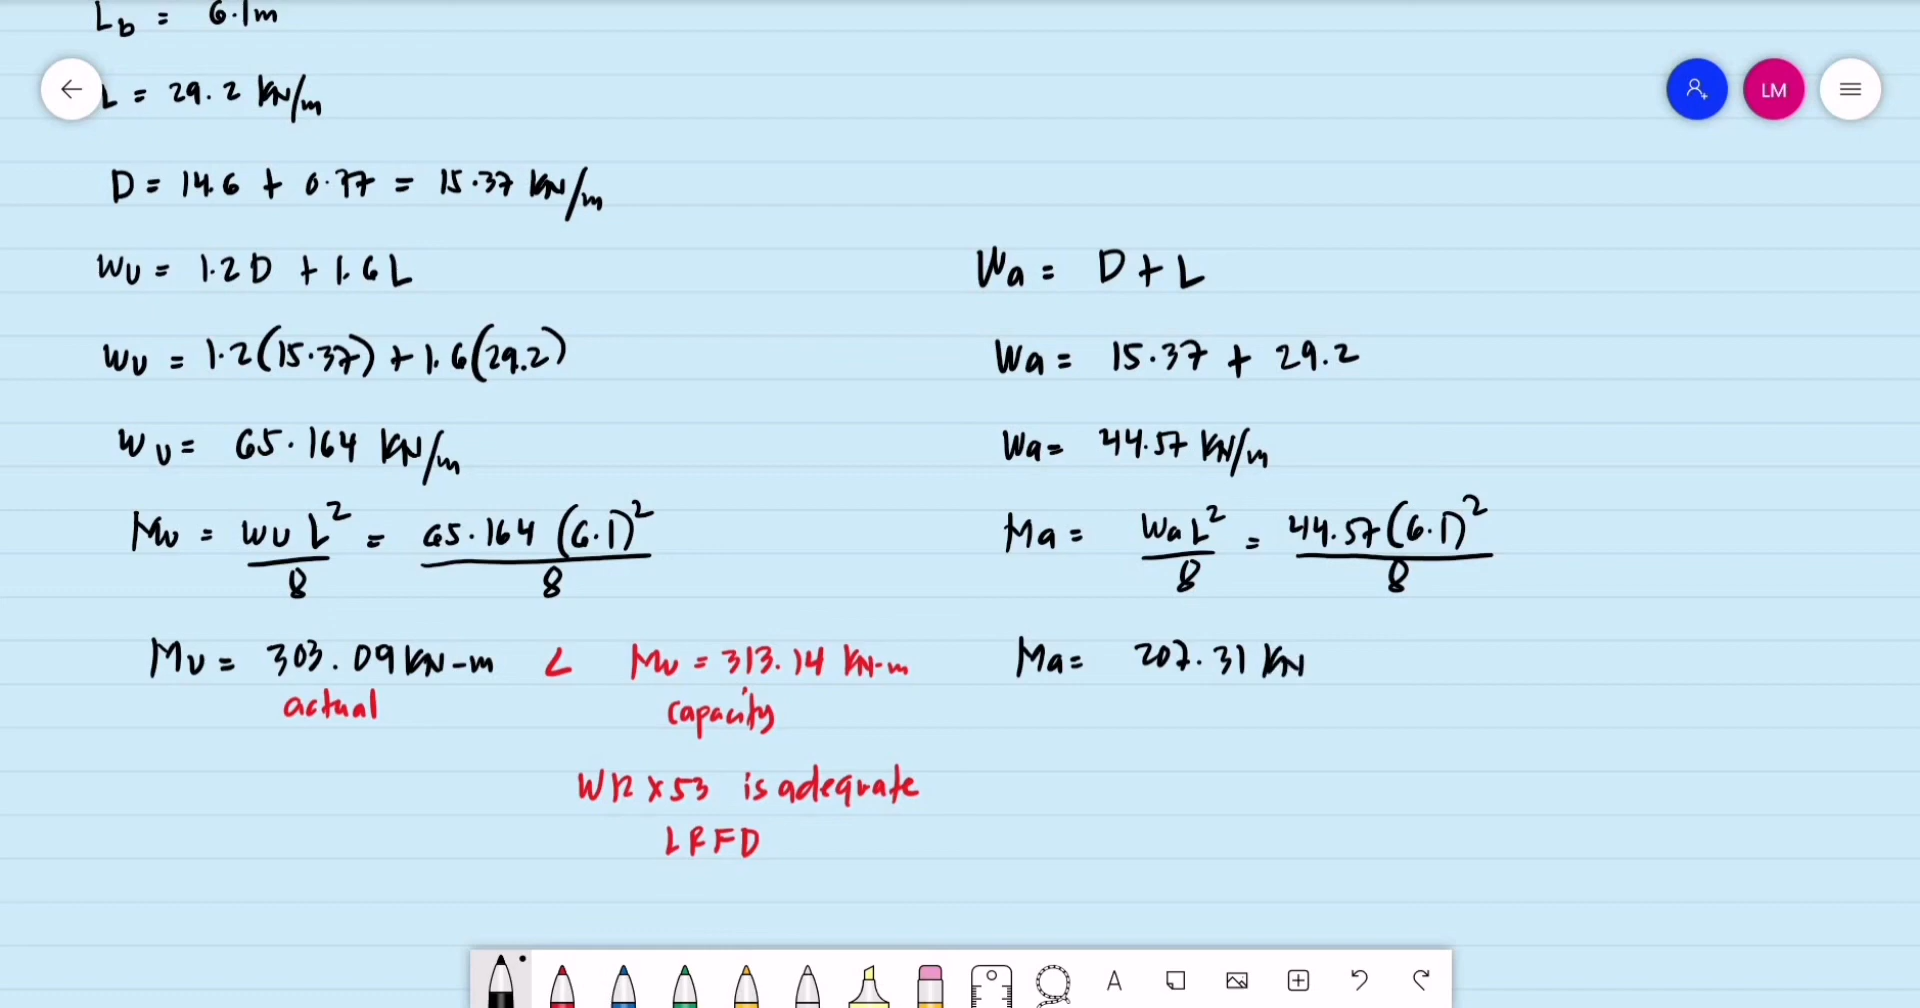 Lb = 6.1m
L = 29.2 KN/m
LM
D = 14.6 + 0.77 = 15.37 KN/m
WU = 1.2D + 1.6L
Wa = D+L
WU = 1.2(15.37) + 1.6(29.2)
Wa = 15.37 + 29.2
WU = 65.164 KN/m
Wa = 44.57 KN/m
MU = WU L²/8 = 65.164 (6.1)²/8
Ma = WaL²/8 = 44.57(6.1)²/8
MU = 303.09KN-m < MU = 313.14 KN-m
Ma = 207.31 KN
actual
capacity
W12 x 53 is adequate
LRFD
A